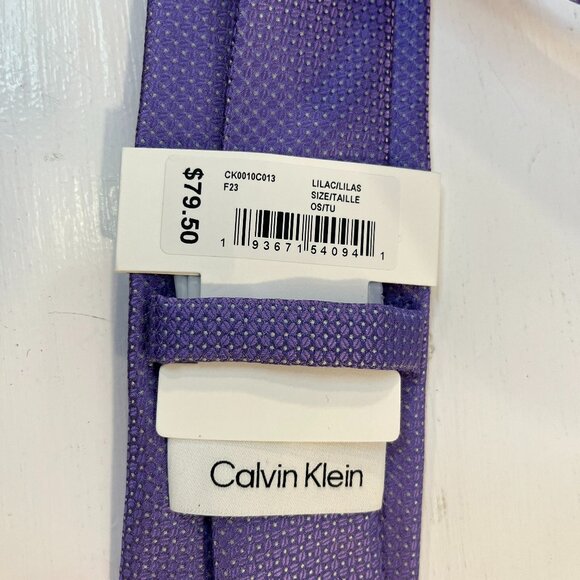 $79.50
CK0010C013
F23
LILAC/LILAS
SIZE/TAILLE
OS/TU
1 93671 54094 1
Calvin Klein